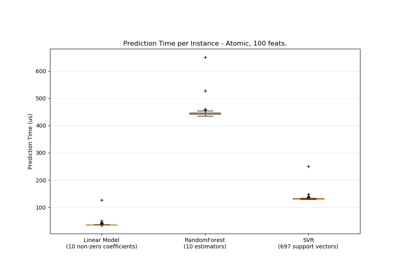 Prediction Time per Instance - Atomic, 100 feats.
Prediction Time (us)
600
500
400
300
200
100
Linear Model
(10 non-zero coefficients)
RandomForest
(10 estimators)
SVR
(697 support vectors)